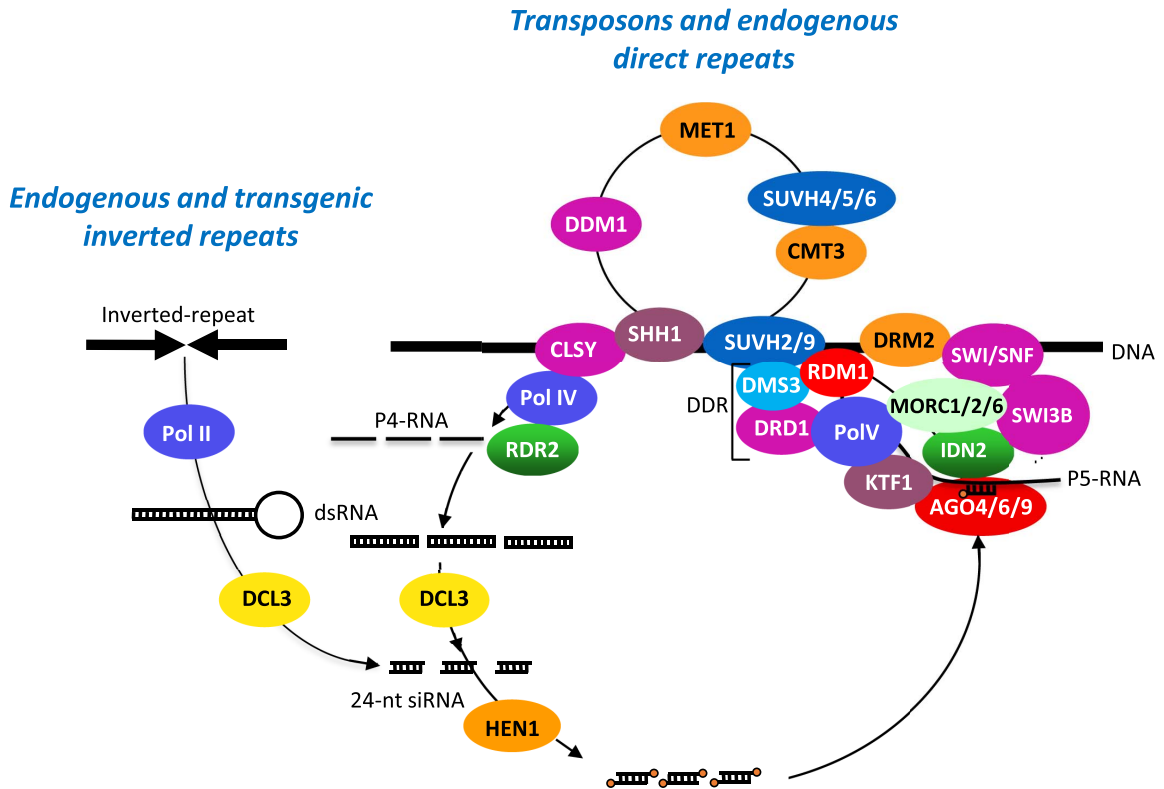 Transposons and endogenous
direct repeats
Endogenous and transgenic
inverted repeats
MET1
SUVH4/5/6
DDM1
CMT3
Inverted-repeat
SHH1
CLSY
SUVH2/9
DRM2
SWI/SNF
DNA
DMS3
RDM1
Pol IV
DDR
MORC1/2/6
SWI3B
P4-RNA
DRD1
PolV
Pol II
RDR2
IDN2
KTF1
P5-RNA
AGO4/6/9
dsRNA
DCL3
DCL3
24-nt siRNA
HEN1